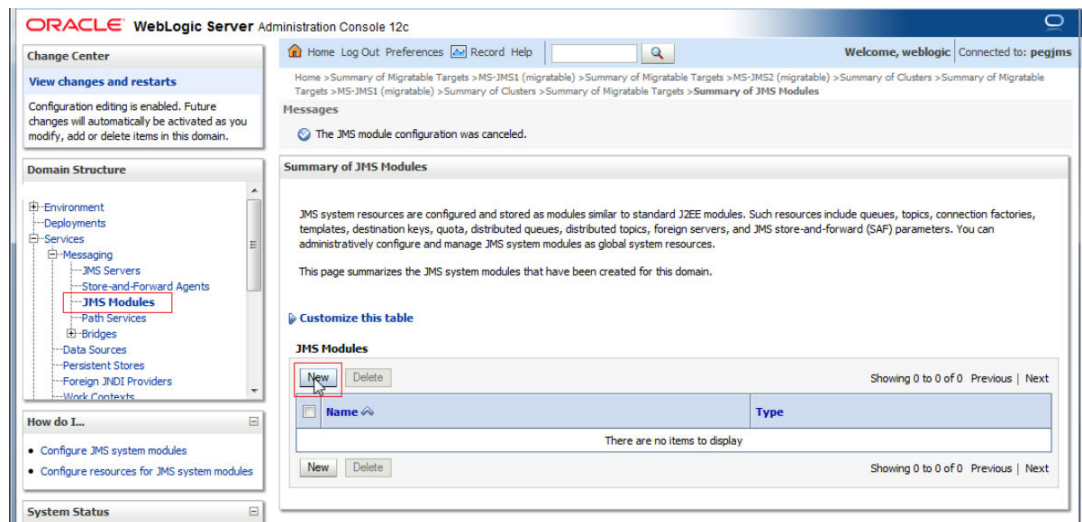 ORACLE WebLogic Server Administration Console 12c
Change Center
View changes and restarts
Configuration editing is enabled. Future
changes will automatically be activated as you
modify, add or delete items in this domain.
Domain Structure
Environment
Deployments
Services
Messaging
JMS Servers
Store-and-Forward Agents
JMS Modules
Path Services
Bridges
Data Sources
Persistent Stores
Foreign JNDI Providers
Work Contexts
How do I...
Configure JMS system modules
Configure resources for JMS system modules
System Status
Home Log Out Preferences Record Help
Welcome, weblogic Connected to: pegjms
Home >Summary of Migratable Targets >MS-JMS1 (migratable) >Summary of Migratable Targets >MS-JMS2 (migratable) >Summary of Clusters >Summary of Migratable
Targets >MS-JMS1 (migratable) >Summary of Clusters >Summary of Migratable Targets >Summary of JMS Modules
Messages
The JMS module configuration was canceled.
Summary of JMS Modules
JMS system resources are configured and stored as modules similar to standard J2EE modules. Such resources include queues, topics, connection factories,
templates, destination keys, quota, distributed queues, distributed topics, foreign servers, and JMS store-and-forward (SAF) parameters. You can
administratively configure and manage JMS system modules as global system resources.
This page summarizes the JMS system modules that have been created for this domain.
Customize this table
JMS Modules
New Delete Showing 0 to 0 of 0 Previous | Next
Name Type
There are no items to display
New Delete Showing 0 to 0 of 0 Previous | Next